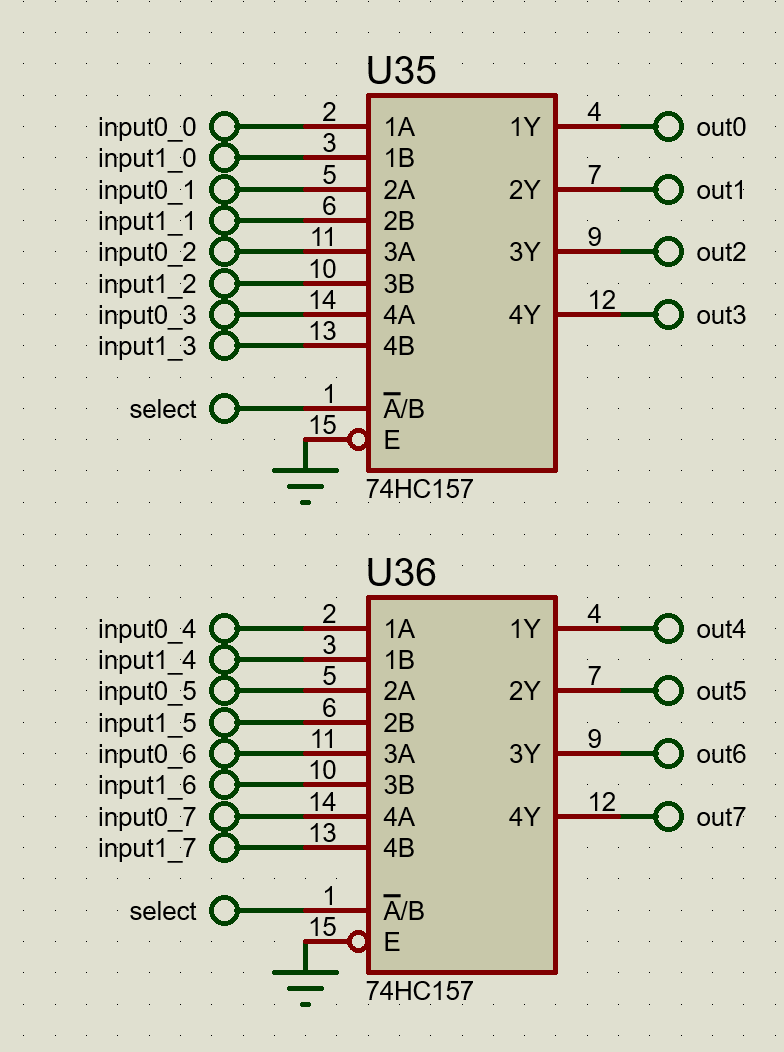 U35
input0_0 2 1A 1Y 4 out0
input1_0 3 1B
input0_1 5 2A 2Y 7 out1
input1_1 6 2B
input0_2 11 3A 3Y 9 out2
input1_2 10 3B
input0_3 14 4A 4Y 12 out3
input1_3 13 4B
select 1 A̅/B
15 E
74HC157
U36
input0_4 2 1A 1Y 4 out4
input1_4 3 1B
input0_5 5 2A 2Y 7 out5
input1_5 6 2B
input0_6 11 3A 3Y 9 out6
input1_6 10 3B
input0_7 14 4A 4Y 12 out7
input1_7 13 4B
select 1 A̅/B
15 E
74HC157